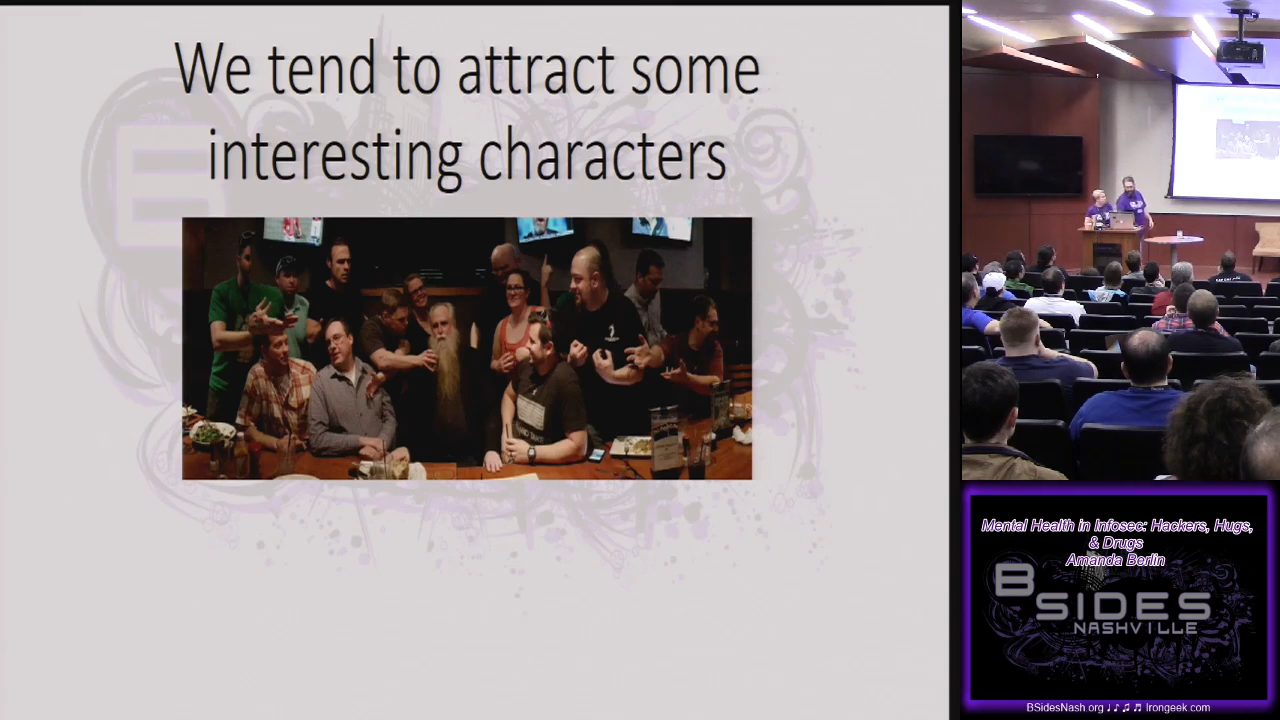 We tend to attract some
interesting characters
Mental Health in Infosec: Hackers, Hugs,
& Drugs
Amanda Berlin
BSIDES
NASHVILLE
BSidesNash.org ♩ ♪ ♫ ♬ Irongeek.com